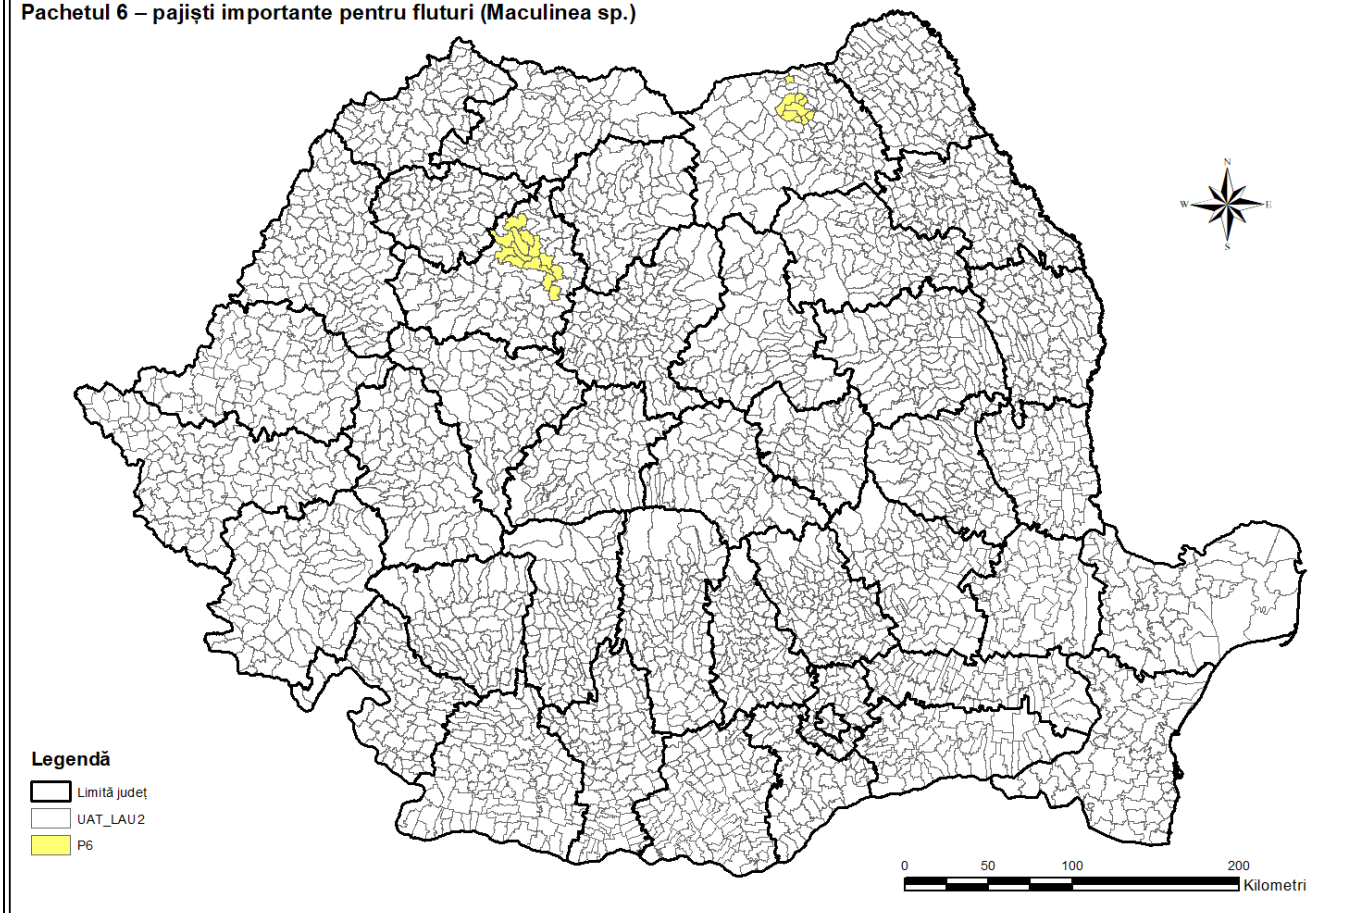 Pachetul 6 – pajiști importante pentru fluturi (Maculinea sp.)
N
W E
S
Legendă
Limită județ
UAT_LAU2
P6
0 50 100 200
Kilometri